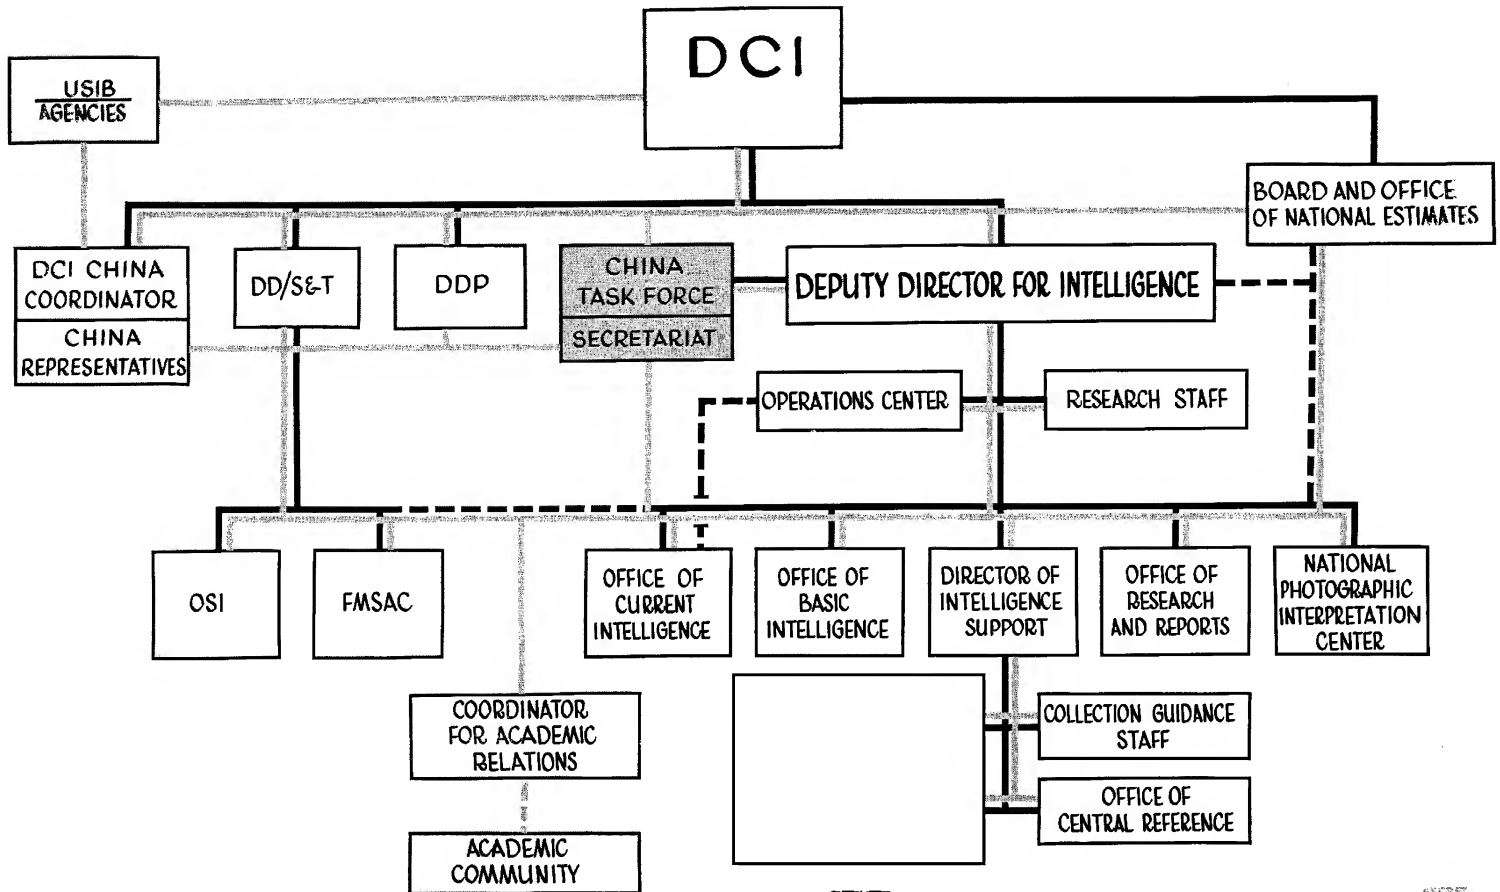 DCI
USIB
AGENCIES
BOARD AND OFFICE
OF NATIONAL ESTIMATES
DCI CHINA
COORDINATOR
CHINA
REPRESENTATIVES
DD/S&T
DDP
CHINA
TASK FORCE
SECRETARIAT
DEPUTY DIRECTOR FOR INTELLIGENCE
OPERATIONS CENTER
RESEARCH STAFF
OSI
FMSAC
OFFICE OF
CURRENT
INTELLIGENCE
OFFICE OF
BASIC
INTELLIGENCE
DIRECTOR OF
INTELLIGENCE
SUPPORT
OFFICE OF
RESEARCH
AND REPORTS
NATIONAL
PHOTOGRAPHIC
INTERPRETATION
CENTER
COORDINATOR
FOR ACADEMIC
RELATIONS
COLLECTION GUIDANCE
STAFF
OFFICE OF
CENTRAL REFERENCE
ACADEMIC
COMMUNITY